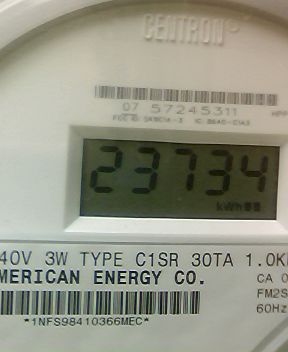 CENTRON
07 57245311
23734
kWh
40V 3W TYPE C1SR 30TA 1.0K
MERICAN ENERGY CO.
CA 0
FM2S
60Hz
*1NFS98410366MEC*